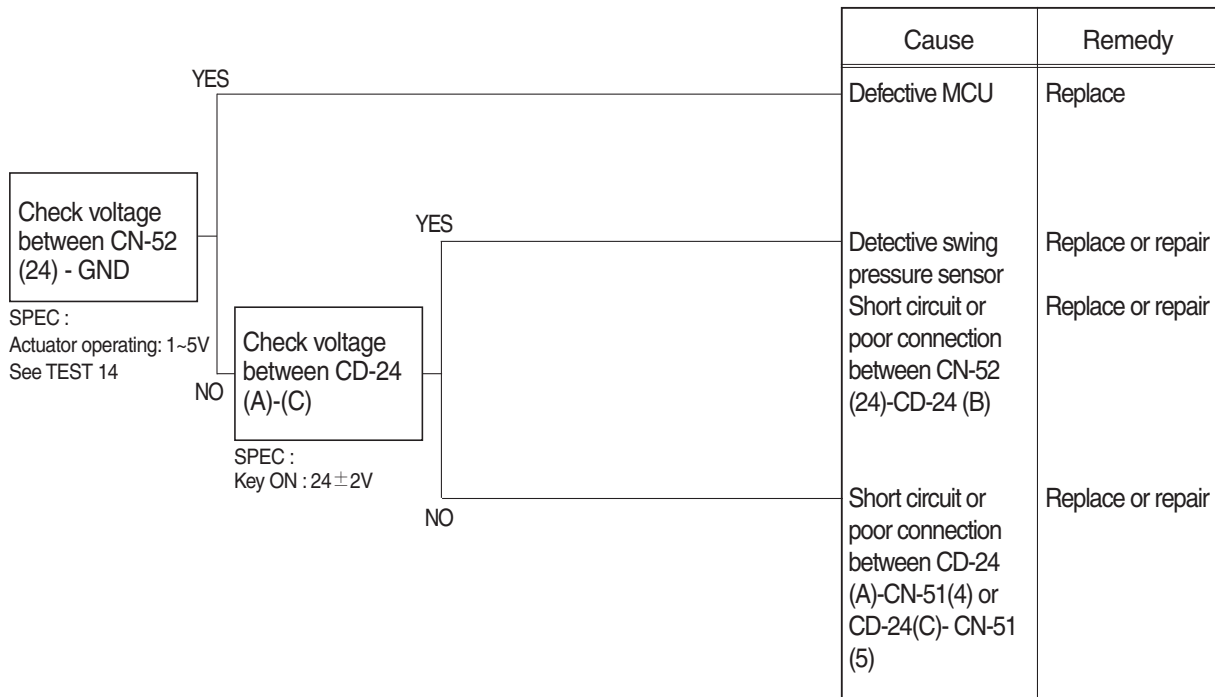 Cause Remedy
YES
Defective MCU Replace
Check voltage
between CN-52
(24) - GND
SPEC :
Actuator operating: 1~5V
See TEST 14
NO
YES
Check voltage
between CD-24
(A)-(C)
SPEC :
Key ON : 24±2V
NO
Detective swing Replace or repair
pressure sensor
Short circuit or Replace or repair
poor connection
between CN-52
(24)-CD-24 (B)
Short circuit or Replace or repair
poor connection
between CD-24
(A)-CN-51(4) or
CD-24(C)- CN-51
(5)